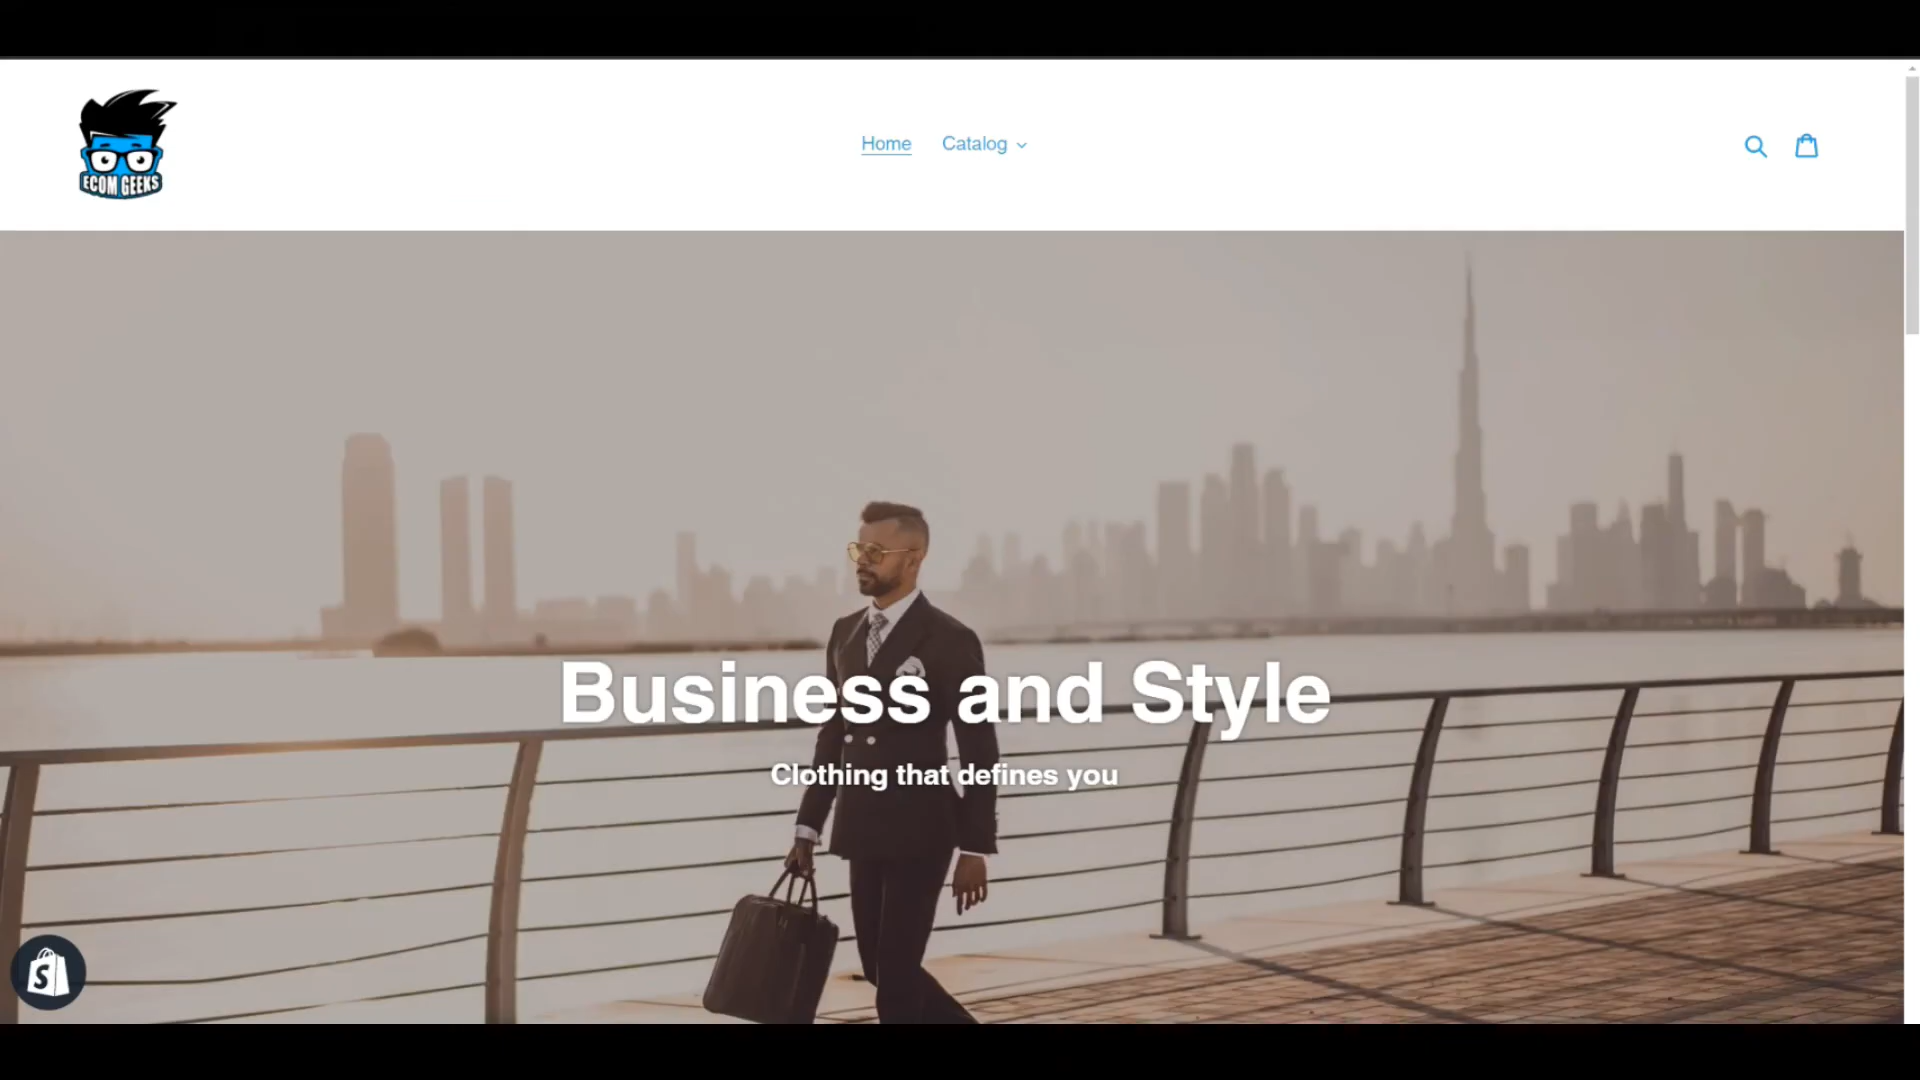 ECOM GEEKS
Home Catalog
Business and Style
Clothing that defines you
S